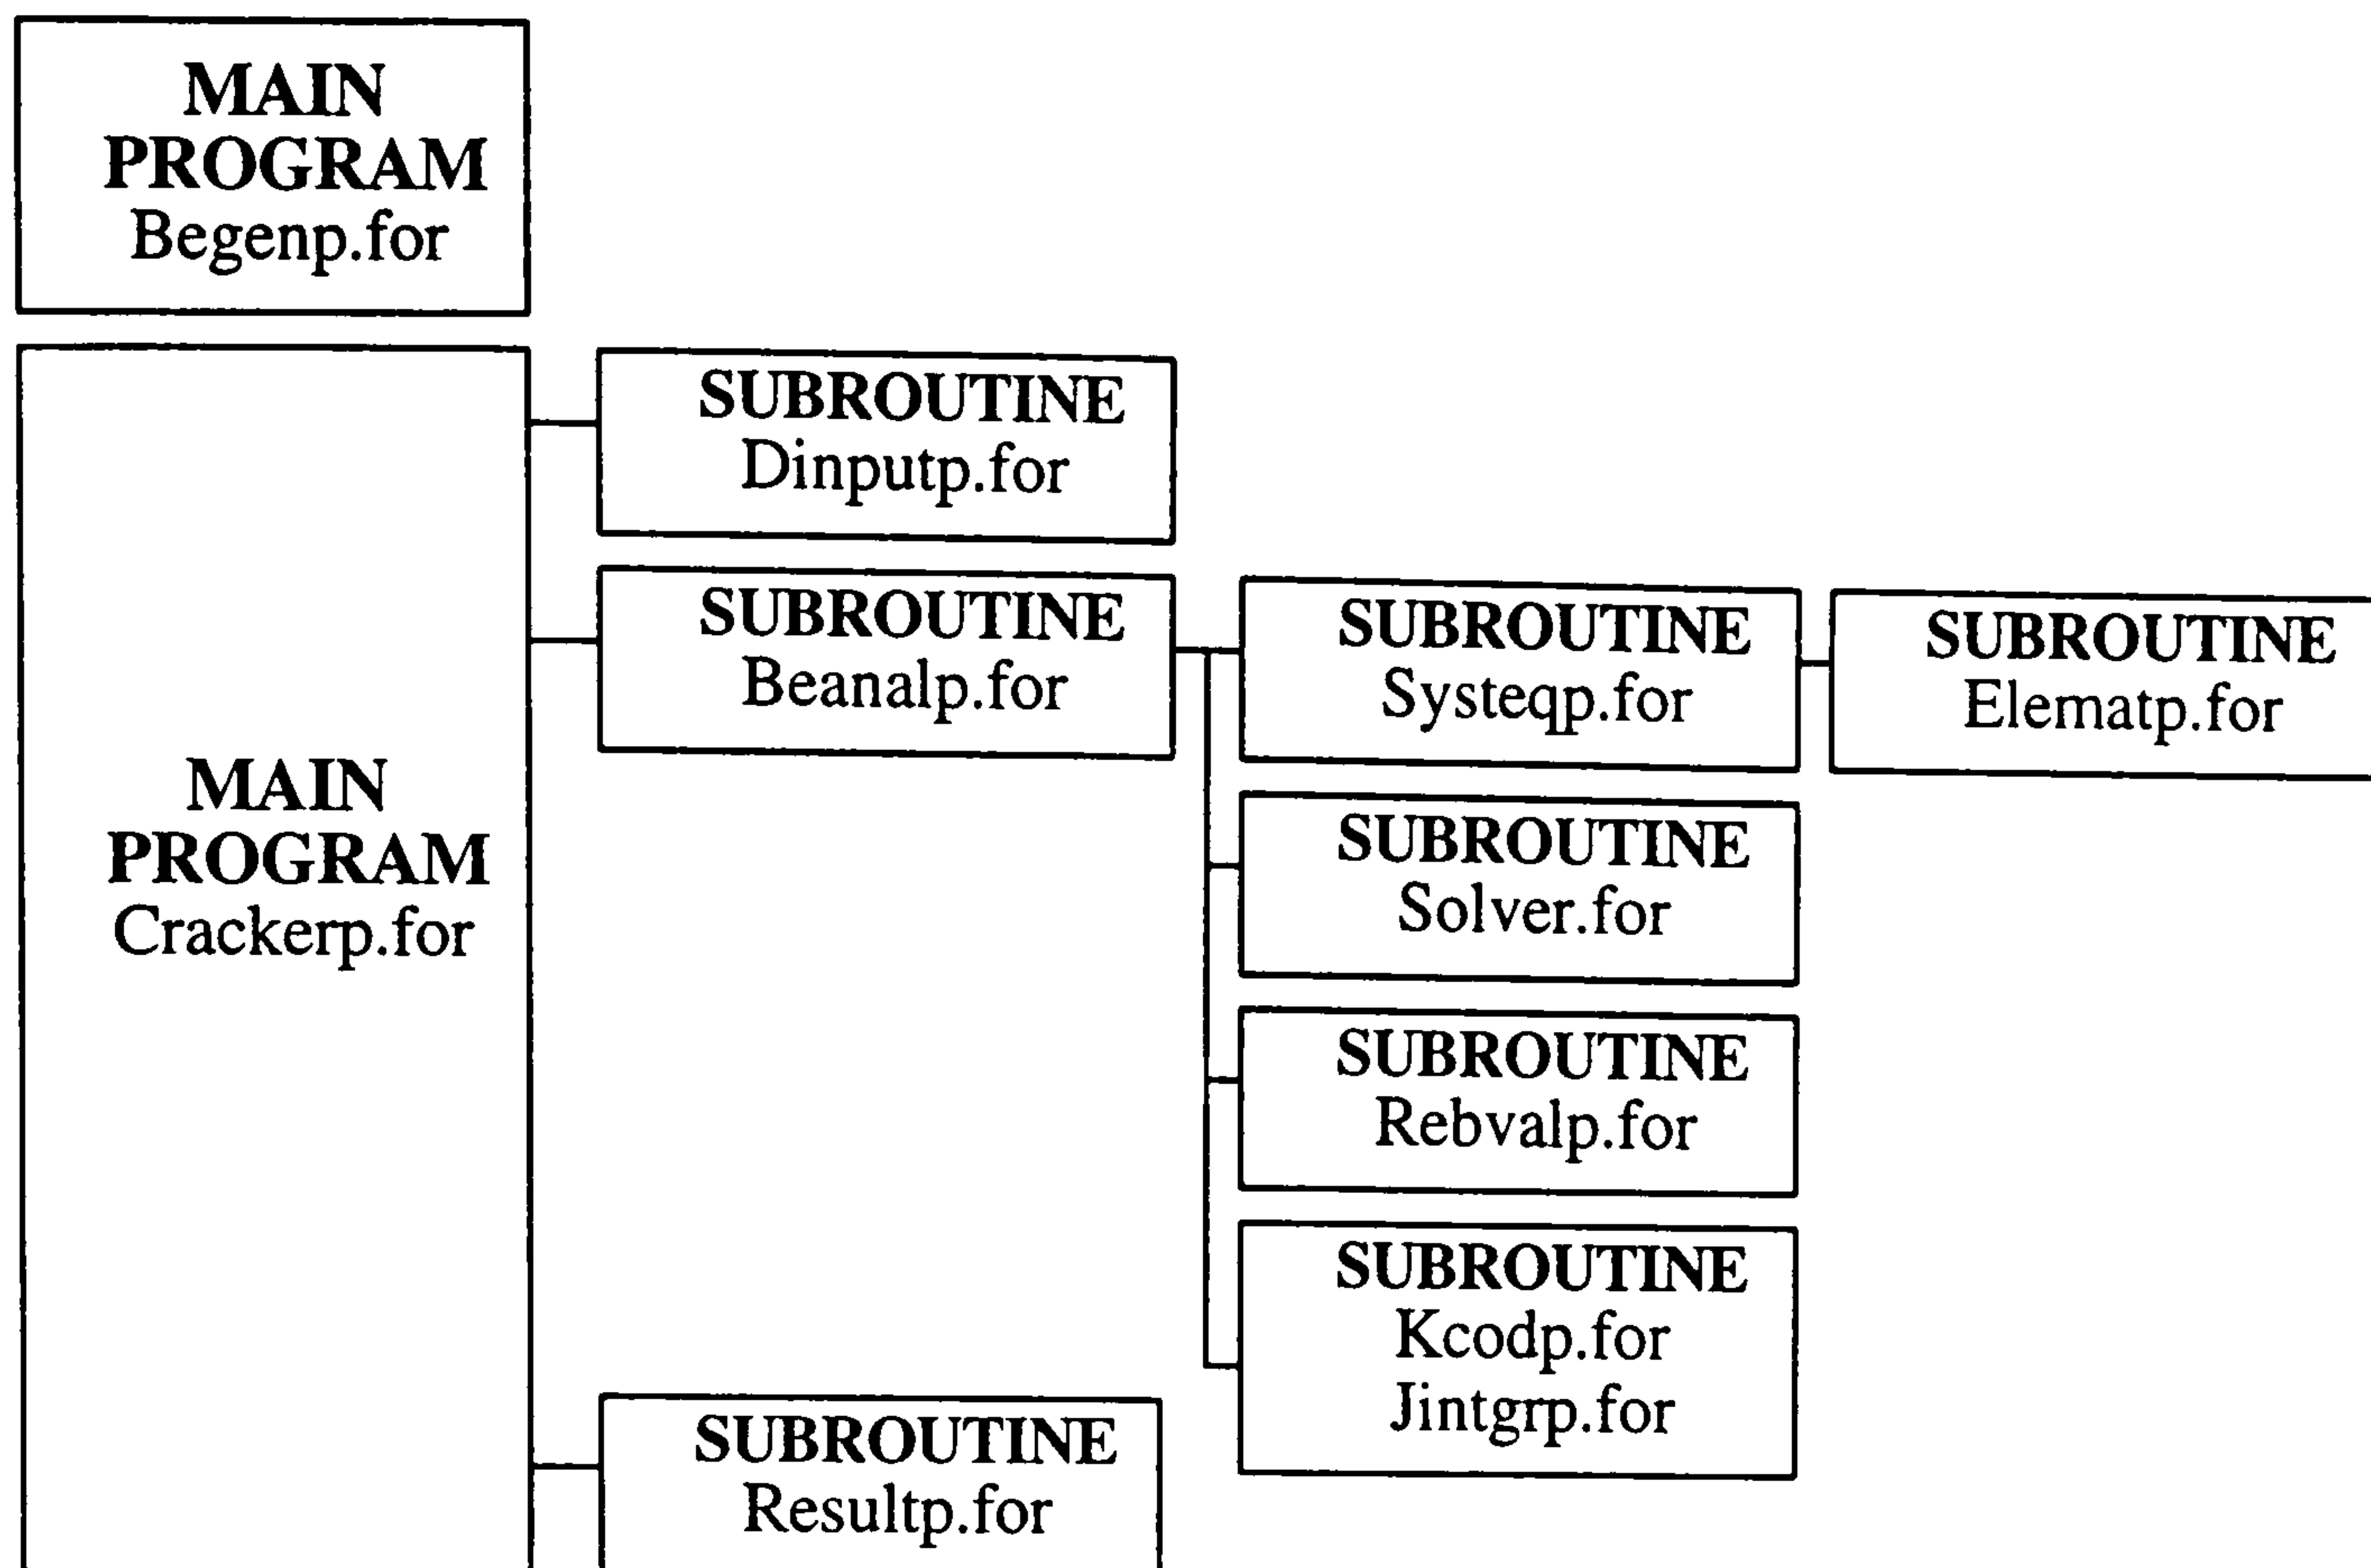 MAIN
PROGRAM
Begenp.for
MAIN
PROGRAM
Crackerp.for
SUBROUTINE
Dinputp.for
SUBROUTINE
Beanalp.for
SUBROUTINE
Systeqp.for
SUBROUTINE
Elematp.for
SUBROUTINE
Solver.for
SUBROUTINE
Rebvalp.for
SUBROUTINE
Kcodp.for
Jintgrp.for
SUBROUTINE
Resultp.for